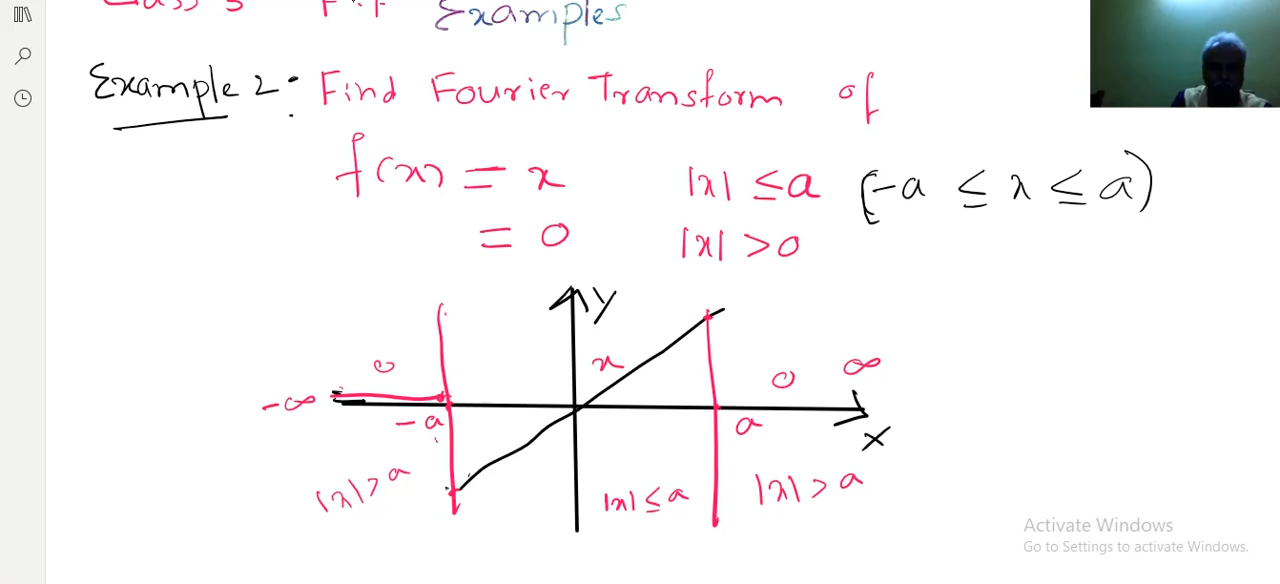 Examples
Example 2: Find Fourier Transform of
f(x) = x |x| ≤ a (-a ≤ x ≤ a)
= 0 |x| > 0
y
0 x 0 ∞
-∞ -a a x
|x| > a |x| ≤ a |x| > a
Activate Windows
Go to Settings to activate Windows.